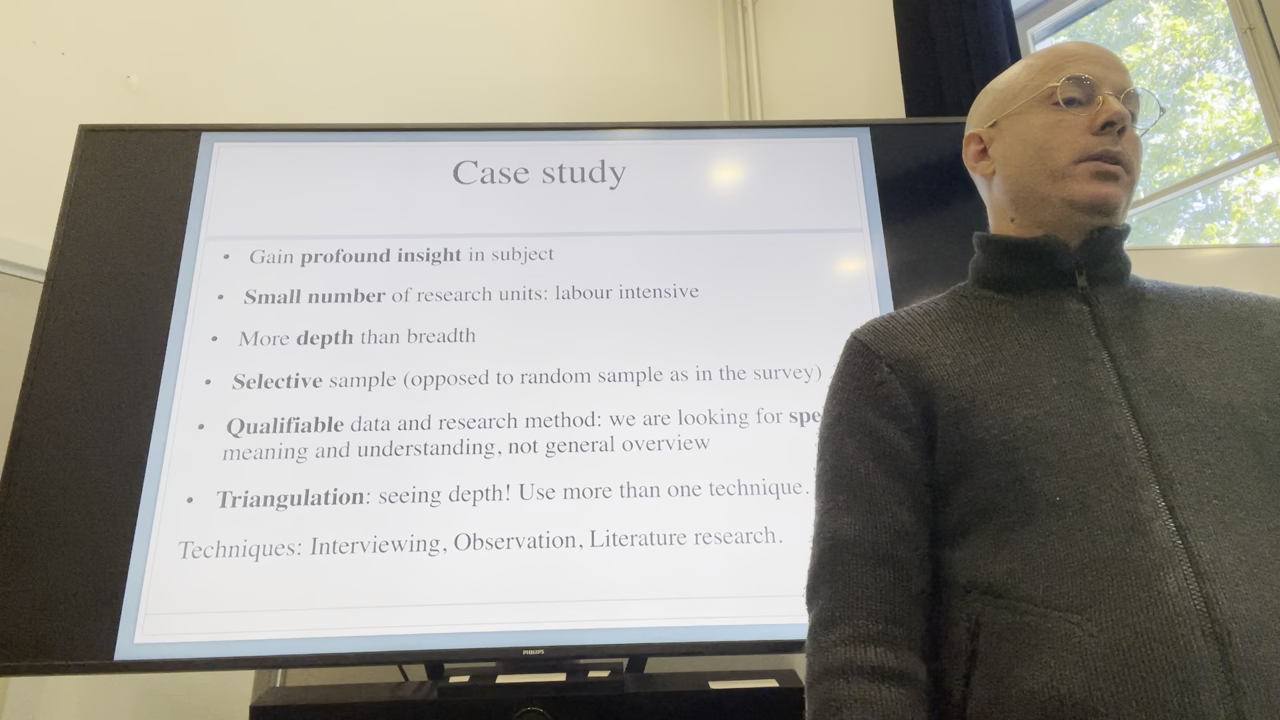 Case study
• Gain profound insight in subject
• Small number of research units: labour intensive
• More depth than breadth
• Selective sample (opposed to random sample as in the survey)
• Qualifiable data and research method: we are looking for
meaning and understanding, not general overview
• Triangulation: seeing depth! Use more than one technique.
Techniques: Interviewing, Observation, Literature research.
PHILIPS